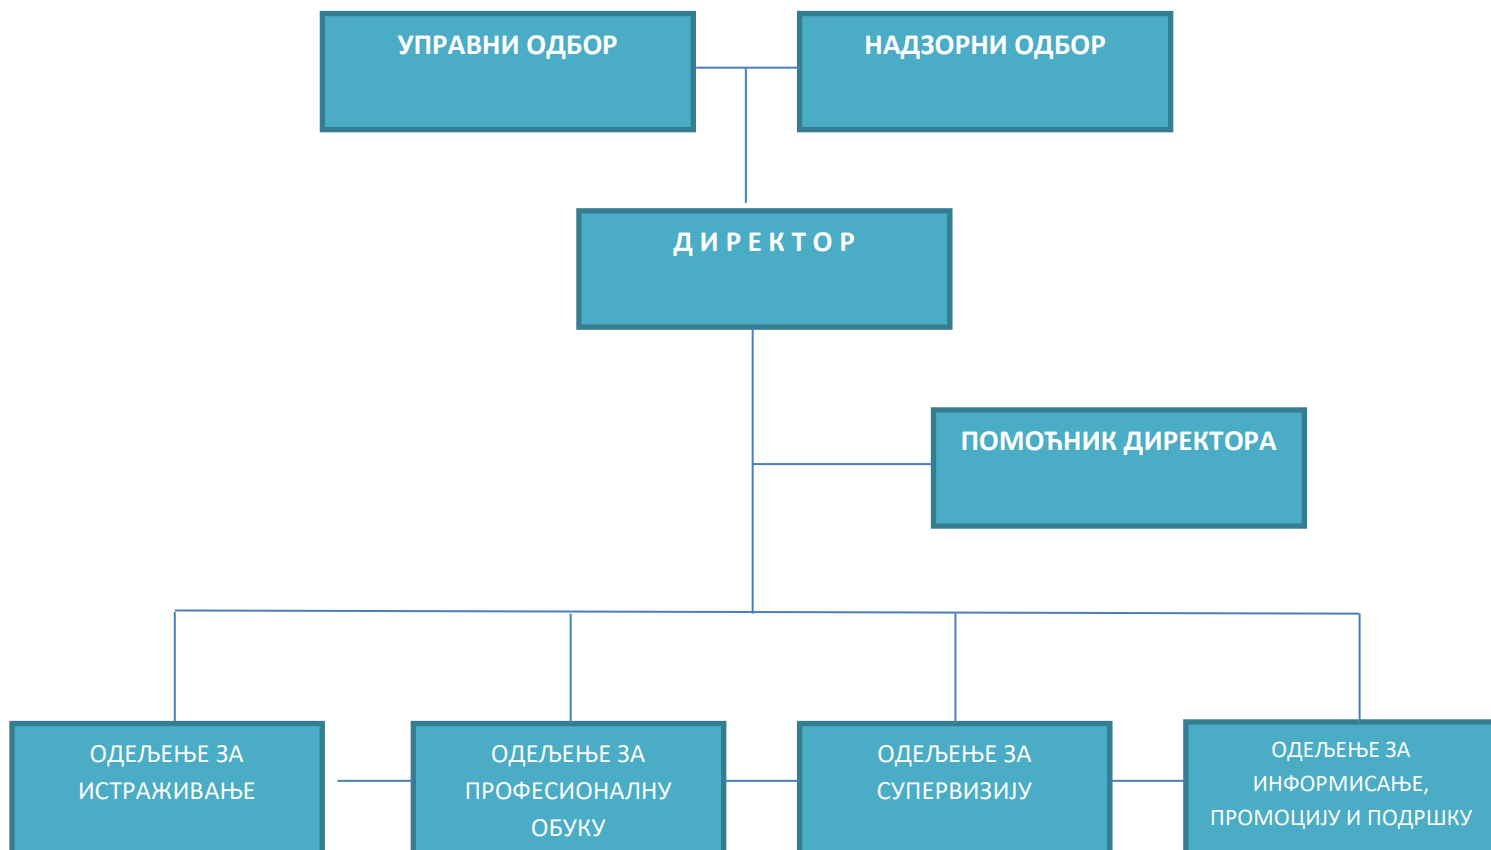 УПРАВНИ ОДБОР
НАДЗОРНИ ОДБОР
Д И Р Е К Т О Р
ПОМОЋНИК ДИРЕКТОРА
ОДЕЉЕЊЕ ЗА
ИСТРАЖИВАЊЕ
ОДЕЉЕЊЕ ЗА
ПРОФЕСИОНАЛНУ
ОБУКУ
ОДЕЉЕЊЕ ЗА
СУПЕРВИЗИЈУ
ОДЕЉЕЊЕ ЗА
ИНФОРМИСАЊЕ,
ПРОМОЦИЈУ И ПОДРШКУ